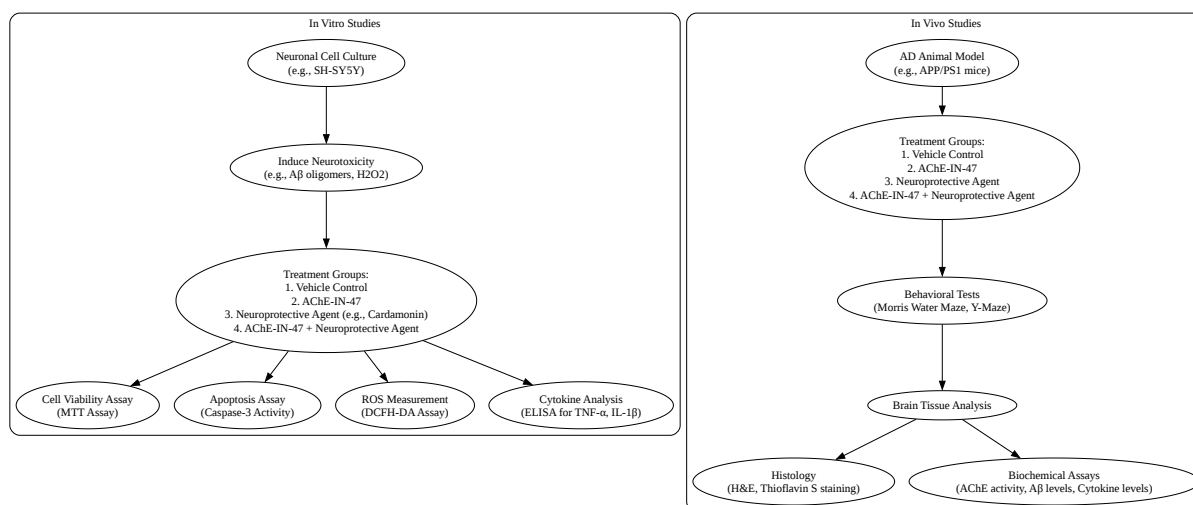 In Vitro Studies
Neuronal Cell Culture
(e.g., SH-SY5Y)
Induce Neurotoxicity
(e.g., Aβ oligomers, H2O2)
Treatment Groups:
1. Vehicle Control
2. AChE-IN-47
3. Neuroprotective Agent (e.g., Cardamonin)
4. AChE-IN-47 + Neuroprotective Agent
Cell Viability Assay
(MTT Assay)
Apoptosis Assay
(Caspase-3 Activity)
ROS Measurement
(DCFH-DA Assay)
Cytokine Analysis
(ELISA for TNF-α, IL-1β)
In Vivo Studies
AD Animal Model
(e.g., APP/PS1 mice)
Treatment Groups:
1. Vehicle Control
2. AChE-IN-47
3. Neuroprotective Agent
4. AChE-IN-47 + Neuroprotective Agent
Behavioral Tests
(Morris Water Maze, Y-Maze)
Brain Tissue Analysis
Histology
(H&E, Thioflavin S staining)
Biochemical Assays
(AChE activity, Aβ levels, Cytokine levels)